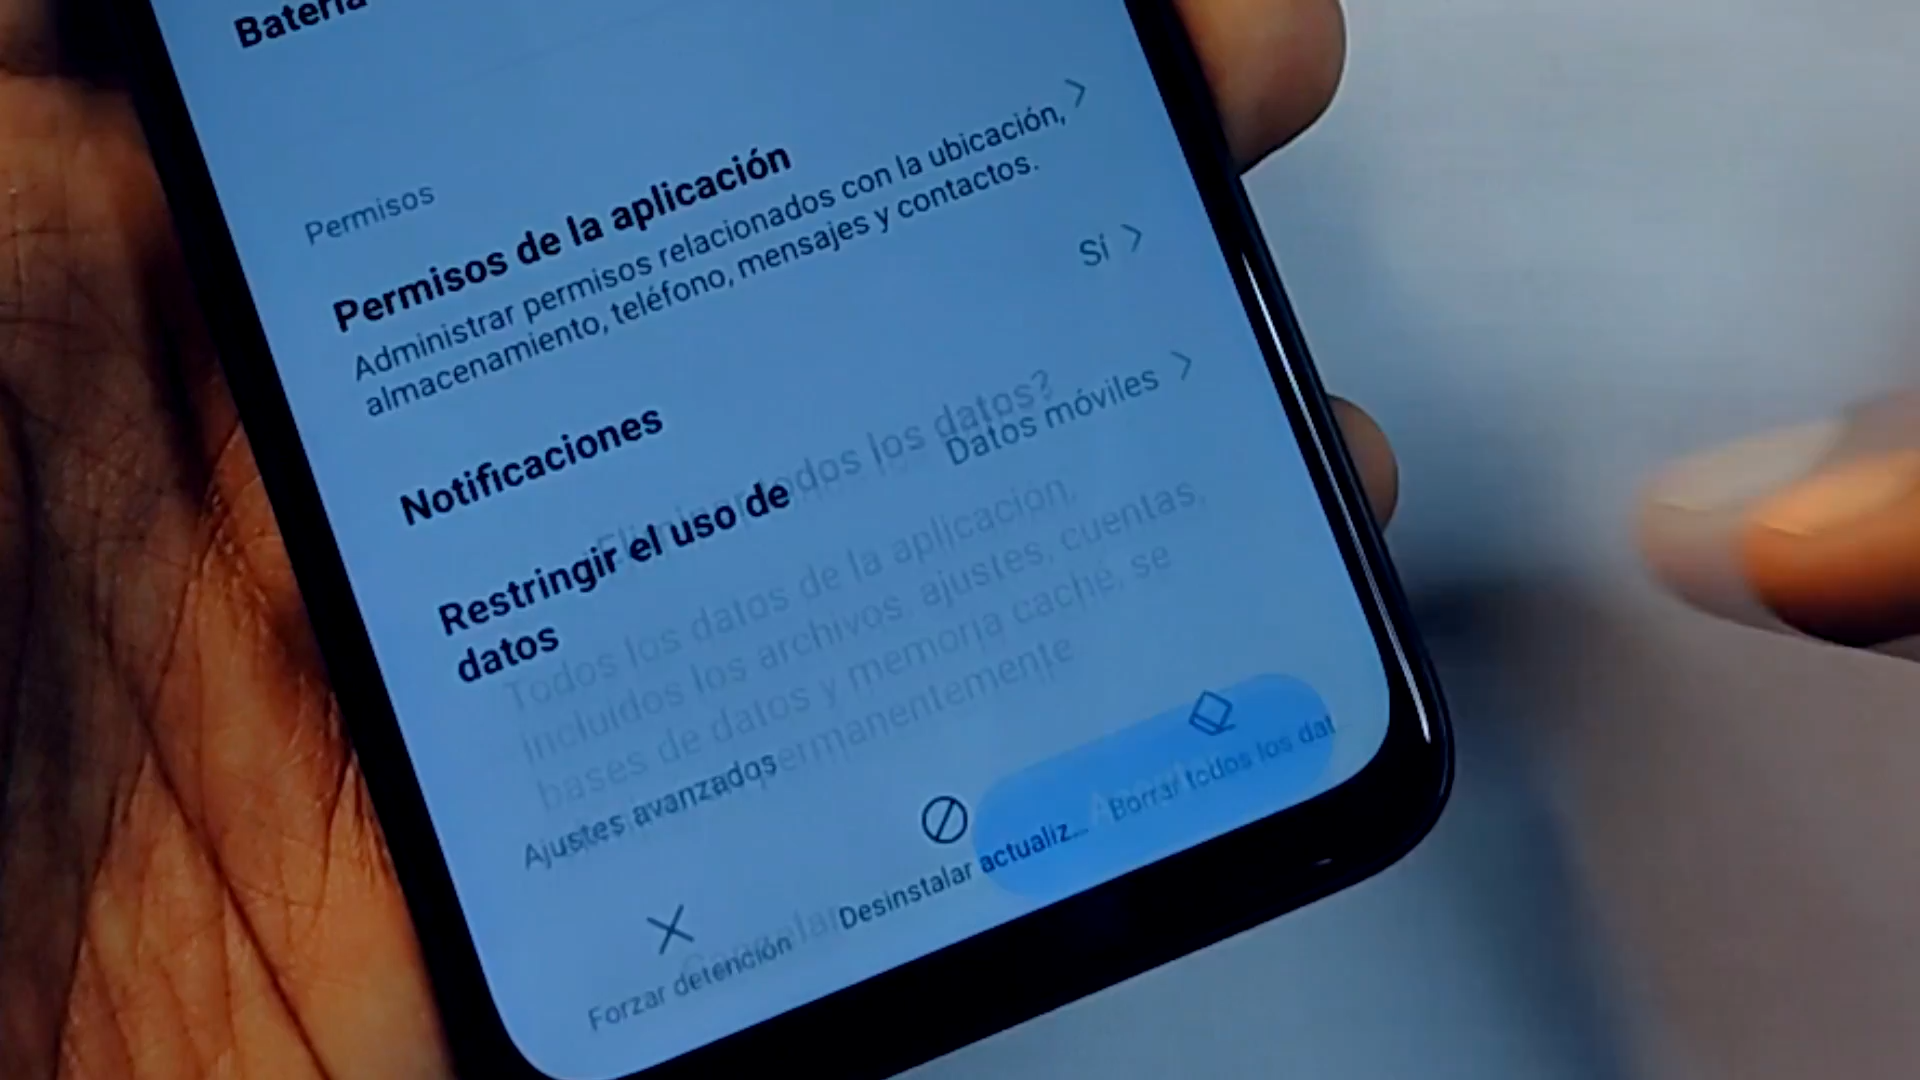 Batería
Permisos
Permisos de la aplicación
Administrar permisos relacionados con la ubicación,
almacenamiento, teléfono, mensajes y contactos.
Notificaciones
Sí
Restringir el uso de
datos
Datos móviles
todos los datos?
Todos los datos de la aplicación,
incluidos los archivos, ajustes, cuentas,
bases de datos y memoria caché, se
permanentemente
Ajustes avanzados
Cancelar
Forzar detención
Desinstalar actualiz...
Borrar todos los dat